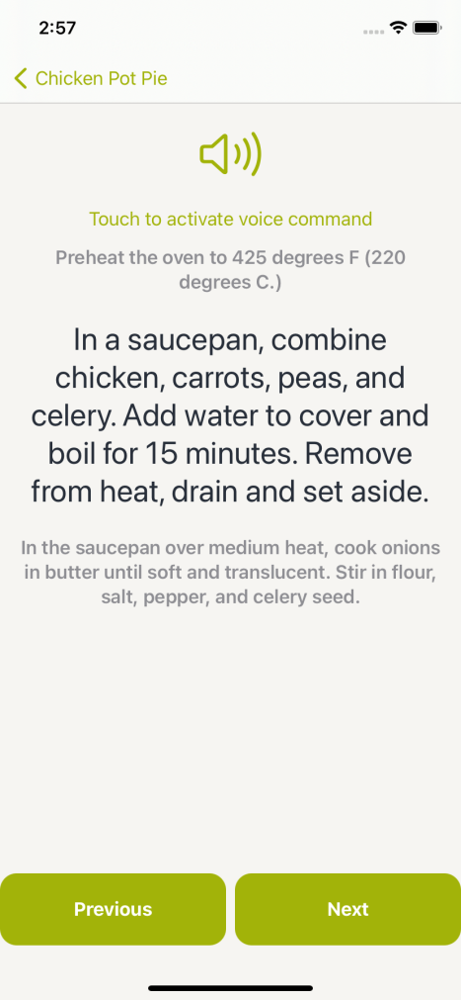 2:57
Chicken Pot Pie
Touch to activate voice command
Preheat the oven to 425 degrees F (220
degrees C.)
In a saucepan, combine
chicken, carrots, peas, and
celery. Add water to cover and
boil for 15 minutes. Remove
from heat, drain and set aside.
In the saucepan over medium heat, cook onions
in butter until soft and translucent. Stir in flour,
salt, pepper, and celery seed.
Previous
Next